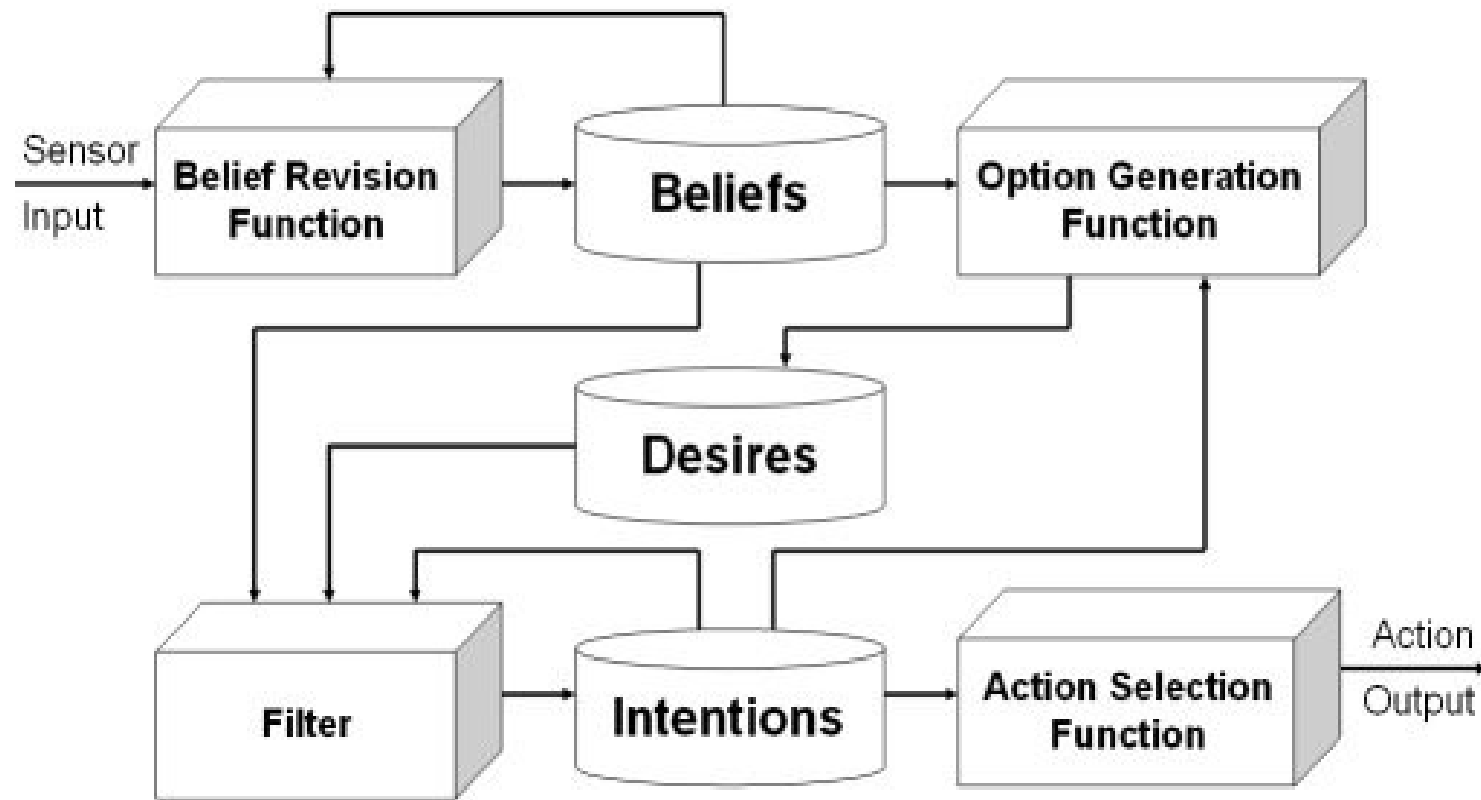 Sensor
Input
Belief Revision
Function
Beliefs
Option Generation
Function
Desires
Filter
Intentions
Action Selection
Function
Action
Output